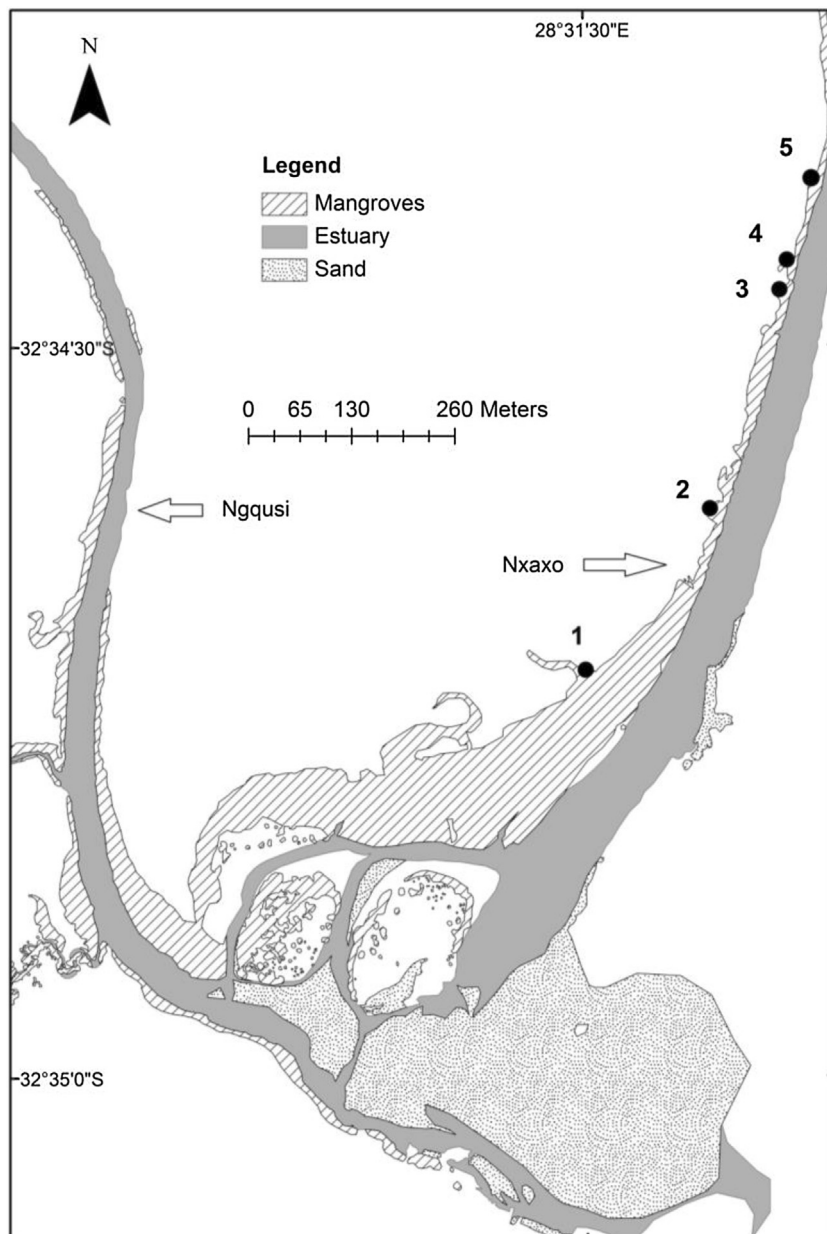 28°31'30"E
N
5
Legend
Mangroves
Estuary
Sand
4
3
32°34'30"S
0 65 130 260 Meters
2
Ngqusi
Nxaxo
1
32°35'0"S